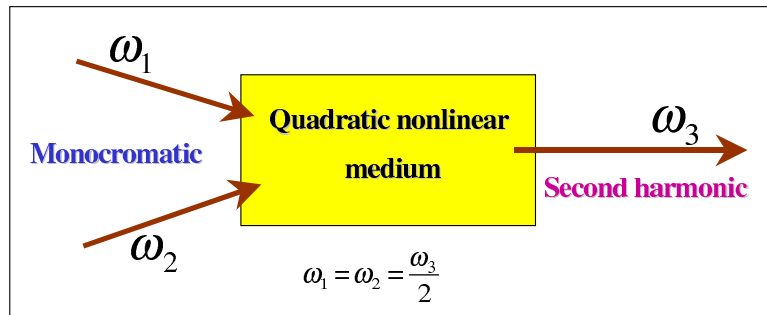 ω₁
Quadratic nonlinear
medium
Monocromatic
ω₃
Second harmonic
ω₂
ω₁ = ω₂ = ω₃/2